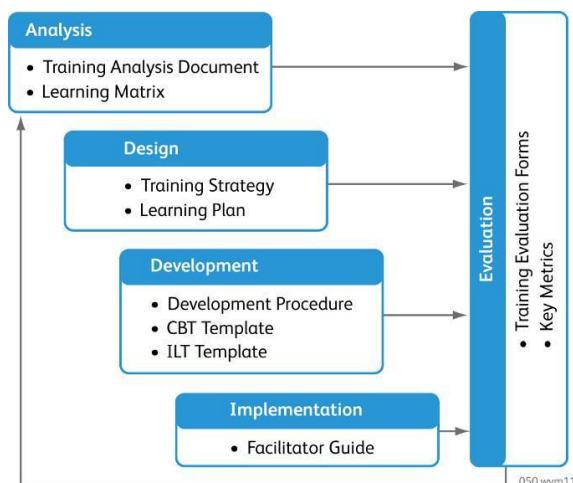 Analysis
• Training Analysis Document
• Learning Matrix
Design
• Training Strategy
• Learning Plan
Development
• Development Procedure
• CBT Template
• ILT Template
Implementation
• Facilitator Guide
Evaluation
• Training Evaluation Forms
• Key Metrics